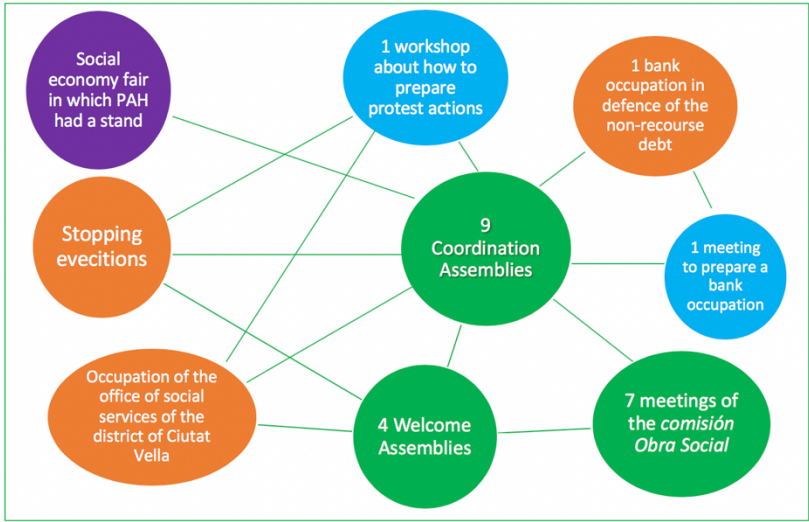 Social
economy fair
in which PAH
had a stand
1 workshop
about how to
prepare
protest actions
1 bank
occupation in
defence of the
non-recourse
debt
Stopping
evecitions
9
Coordination
Assemblies
1 meeting
to prepare a
bank
occupation
Occupation of the
office of social
services of the
district of Ciutat
Vella
4 Welcome
Assemblies
7 meetings of
the comisión
Obra Social